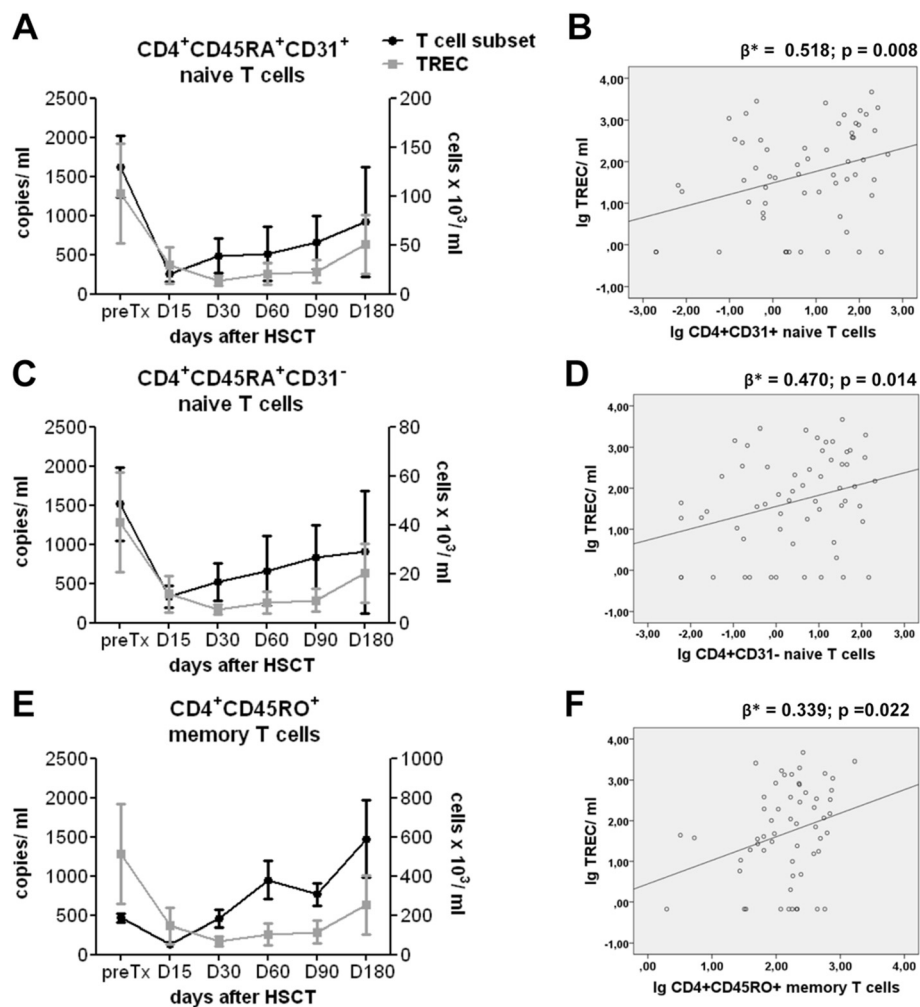 A
CD4+CD45RA+CD31+
naive T cells
T cell subset
TREC
2500
2000
1500
1000
500
0
copies/ ml
200
150
100
50
0
cells x 10³/ ml
preTx D15 D30 D60 D90 D180
days after HSCT
B
β* = 0.518; p = 0.008
4,00
3,00
2,00
1,00
,00
-1,00
lg TREC/ ml
-3,00 -2,00 -1,00 ,00 1,00 2,00 3,00
lg CD4+CD31+ naive T cells
C
CD4+CD45RA+CD31-
naive T cells
2500
2000
1500
1000
500
0
copies/ ml
80
60
40
20
0
cells x 10³/ ml
preTx D15 D30 D60 D90 D180
days after HSCT
D
β* = 0.470; p = 0.014
4,00
3,00
2,00
1,00
,00
-1,00
lg TREC/ ml
-3,00 -2,00 -1,00 ,00 1,00 2,00 3,00
lg CD4+CD31- naive T cells
E
CD4+CD45RO+
memory T cells
2500
2000
1500
1000
500
0
copies/ ml
1000
800
600
400
200
0
cells x 10³/ ml
preTx D15 D30 D60 D90 D180
days after HSCT
F
β* = 0.339; p =0.022
4,00
3,00
2,00
1,00
,00
-1,00
lg TREC/ ml
,00 1,00 2,00 3,00 4,00
lg CD4+CD45RO+ memory T cells